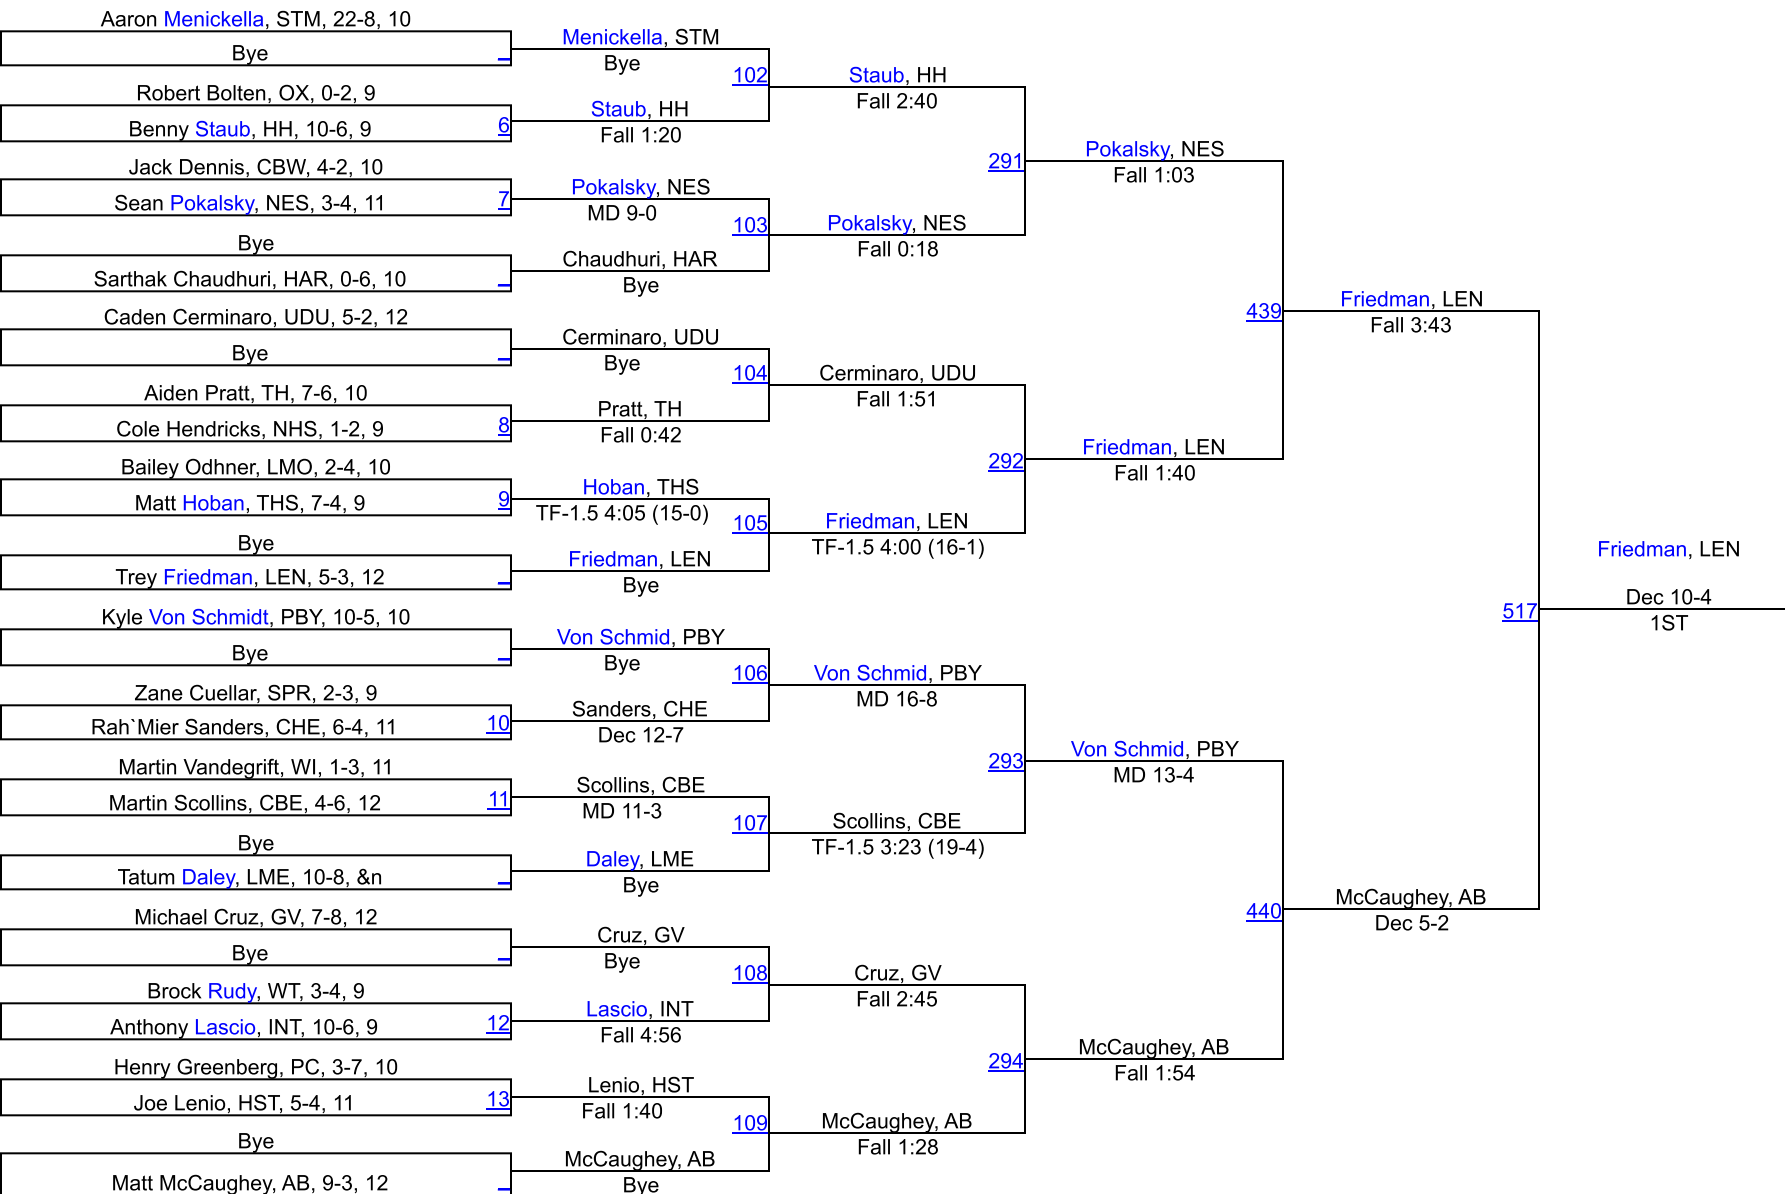 Aaron Menickella, STM, 22-8, 10
Bye
Robert Bolten, OX, 0-2, 9
Benny Staub, HH, 10-6, 9
6
Jack Dennis, CBW, 4-2, 10
Sean Pokalsky, NES, 3-4, 11
7
Bye
Sarthak Chaudhuri, HAR, 0-6, 10
Caden Cerminaro, UDU, 5-2, 12
Bye
Aiden Pratt, TH, 7-6, 10
Cole Hendricks, NHS, 1-2, 9
8
Bailey Odhner, LMO, 2-4, 10
Matt Hoban, THS, 7-4, 9
9
Bye
Trey Friedman, LEN, 5-3, 12
Kyle Von Schmidt, PBY, 10-5, 10
Bye
Zane Cuellar, SPR, 2-3, 9
Rah`Mier Sanders, CHE, 6-4, 11
10
Martin Vandegrift, WI, 1-3, 11
Martin Scollins, CBE, 4-6, 12
11
Bye
Tatum Daley, LME, 10-8, &n
Michael Cruz, GV, 7-8, 12
Bye
Brock Rudy, WT, 3-4, 9
Anthony Lascio, INT, 10-6, 9
12
Henry Greenberg, PC, 3-7, 10
Joe Lenio, HST, 5-4, 11
13
Bye
Matt McCaughey, AB, 9-3, 12
Menickella, STM
Bye
102
Staub, HH
Fall 1:20
Pokalsky, NES
MD 9-0
103
Chaudhuri, HAR
Bye
Cerminaro, UDU
Bye
104
Pratt, TH
Fall 0:42
Hoban, THS
TF-1.5 4:05 (15-0)
105
Friedman, LEN
Bye
Von Schmid, PBY
Bye
106
Sanders, CHE
Dec 12-7
Scollins, CBE
MD 11-3
107
Daley, LME
Bye
Cruz, GV
Bye
108
Lascio, INT
Fall 4:56
Lenio, HST
Fall 1:40
109
McCaughey, AB
Bye
Staub, HH
Fall 2:40
291
Pokalsky, NES
Fall 0:18
Cerminaro, UDU
Fall 1:51
292
Friedman, LEN
TF-1.5 4:00 (16-1)
Von Schmid, PBY
MD 16-8
293
Scollins, CBE
TF-1.5 3:23 (19-4)
Cruz, GV
Fall 2:45
294
McCaughey, AB
Fall 1:28
Pokalsky, NES
Fall 1:03
439
Friedman, LEN
Fall 1:40
Von Schmid, PBY
MD 13-4
440
McCaughey, AB
Fall 1:54
Friedman, LEN
Fall 3:43
517
McCaughey, AB
Dec 5-2
Friedman, LEN
Dec 10-4
1ST